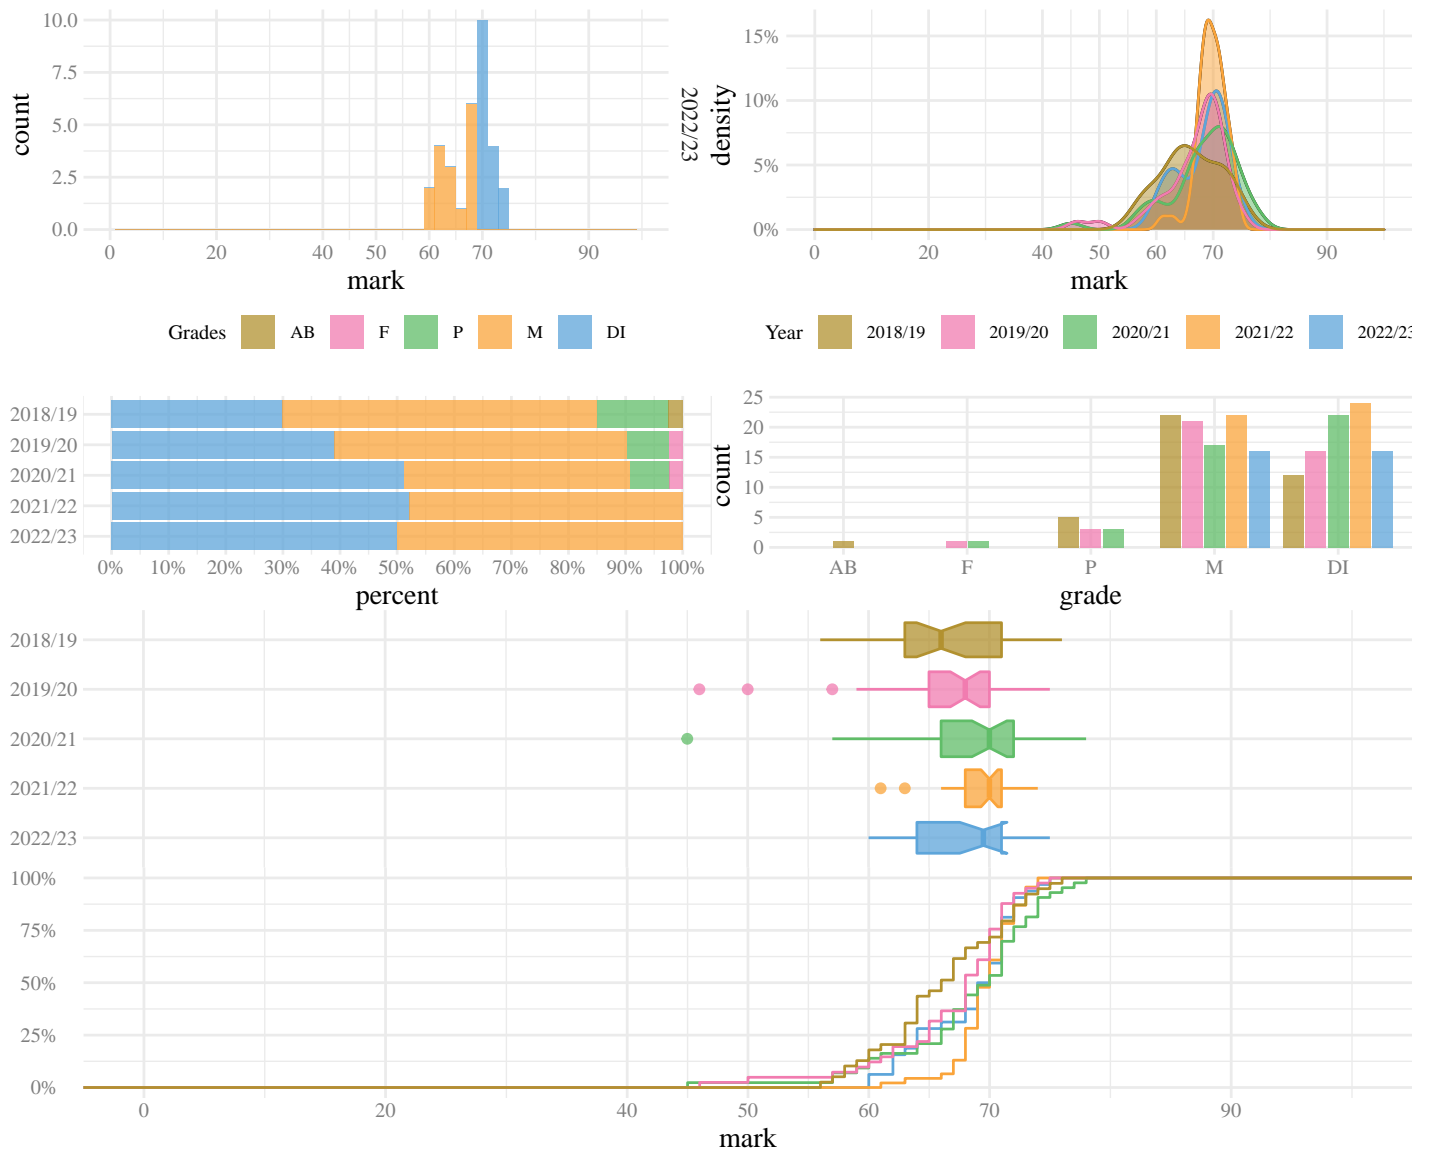 10.0
7.5
5.0
2.5
0.0
count
0 20 40 50 60 70 90
mark
2022/23
15%
10%
5%
0%
density
0 20 40 50 60 70 90
mark
Grades AB F P M DI
Year 2018/19 2019/20 2020/21 2021/22 2022/23
2018/19
2019/20
2020/21
2021/22
2022/23
0% 10% 20% 30% 40% 50% 60% 70% 80% 90% 100%
percent
25
20
15
10
5
0
count
AB F P M DI
grade
2018/19
2019/20
2020/21
2021/22
2022/23
100%
75%
50%
25%
0%
0 20 40 60 70 90
mark